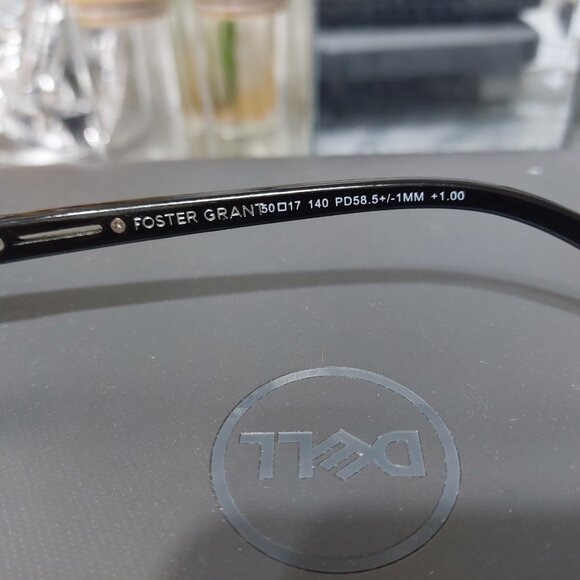 FOSTER GRANT 50□17 140 PD58.5+/-1MM +1.00
DELL